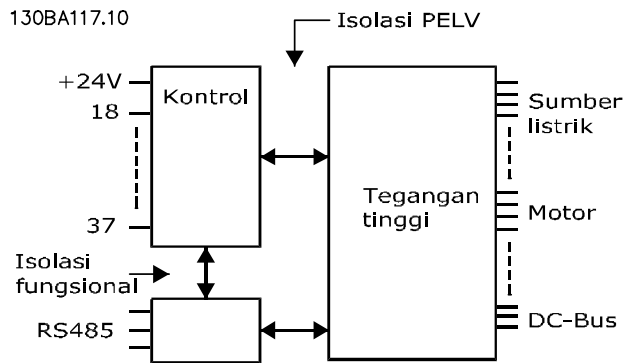 130BA117.10
Isolasi PELV
+24V
18
37
Kontrol
Tegangan
tinggi
Sumber
listrik
Motor
DC-Bus
Isolasi
fungsional
RS485